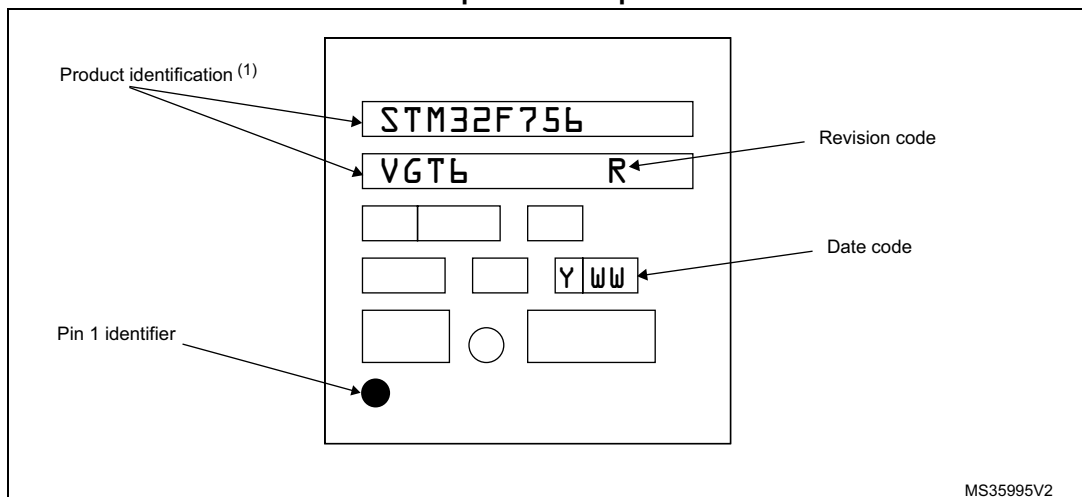 Product identification (1)
STM32F756
Revision code
VGT6 R
Date code
Y WW
Pin 1 identifier
MS35995V2